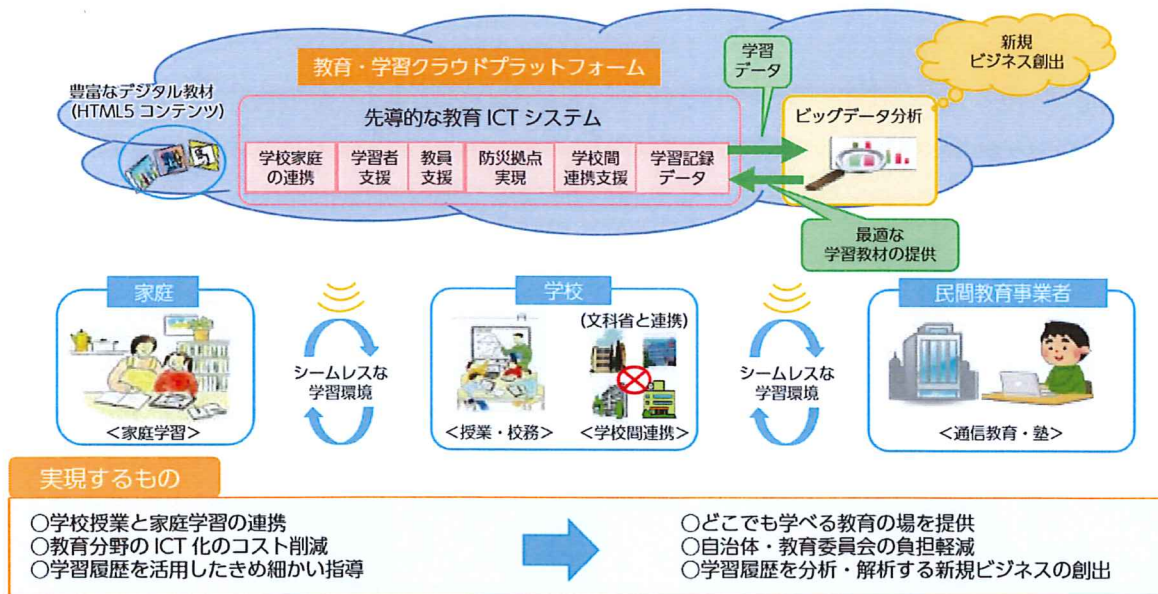 新規
ビジネス創出
学習
データ
教育・学習クラウドプラットフォーム
豊富なデジタル教材
(HTML5 コンテンツ)
先導的な教育 ICT システム
ビッグデータ分析
学校家庭
の連携
学習者
支援
教員
支援
防災拠点
実現
学校間
連携支援
学習記録
データ
最適な
学習教材の提供
家庭
学校
民間教育事業者
(文科省と連携)
シームレスな
学習環境
シームレスな
学習環境
<家庭学習>
<授業・校務>
<学校間連携>
<通信教育・塾>
実現するもの
○学校授業と家庭学習の連携
○教育分野の ICT 化のコスト削減
○学習履歴を活用したきめ細かい指導
○どこでも学べる教育の場を提供
○自治体・教育委員会の負担軽減
○学習履歴を分析・解析する新規ビジネスの創出